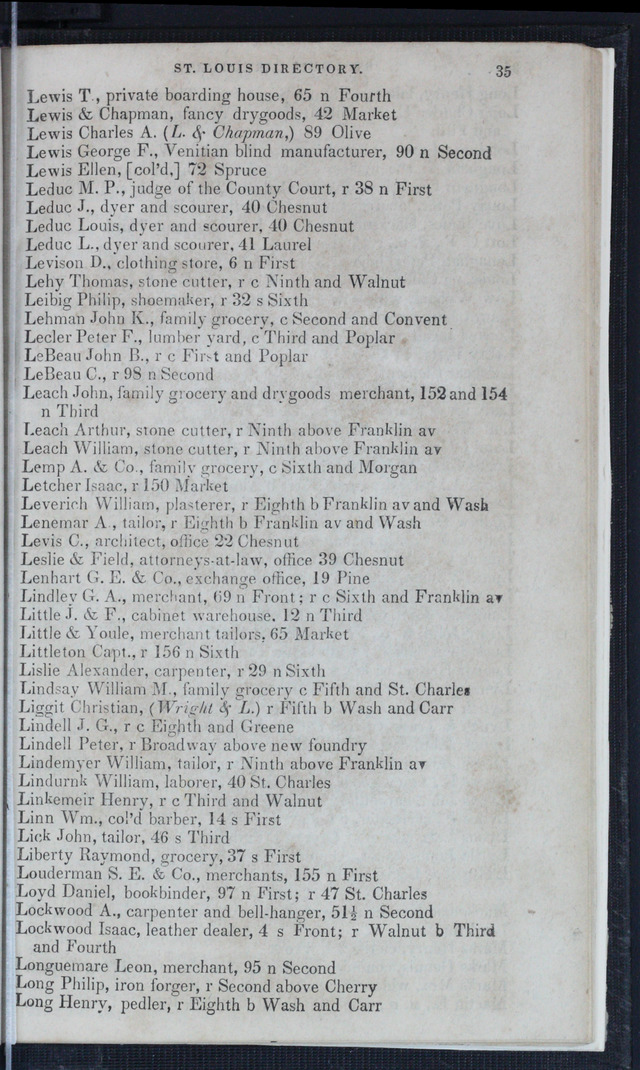 ST. LOUIS DIRECTORY. 35
Lewis T., private boarding house, 65 n Fourth
Lewis & Chapman, fancy drygoods, 42 Market
Lewis Charles A. (L. & Chapman,) 89 Olive
Lewis George F., Venitian blind manufacturer, 90 n Second
Lewis Ellen, [col'd,] 72 Spruce
Leduc M. P., judge of the County Court, r 38 n First
Leduc J., dyer and scourer, 40 Chesnut
Leduc Louis, dyer and scourer, 40 Chesnut
Leduc L., dyer and scourer, 41 Laurel
Levison D., clothing store, 6 n First
Lehy Thomas, stone cutter, r c Ninth and Walnut
Leibig Philip, shoemaker, r 32 s Sixth
Lehman John K., family grocery, c Second and Convent
Lecler Peter F., lumber yard, c Third and Poplar
LeBeau John B., r c First and Poplar
LeBeau C., r 98 n Second
Leach John, family grocery and drygoods merchant, 152 and 154
n Third
Leach Arthur, stone cutter, r Ninth above Franklin av
Leach William, stone cutter, r Ninth above Franklin av
Lemp A. & Co., family grocery, c Sixth and Morgan
Letcher Isaac, r 150 Market
Leverich William, plasterer, r Eighth b Franklin av and Wash
Lenemar A., tailor, r Eighth b Franklin av and Wash
Levis C., architect, office 22 Chesnut
Leslie & Field, attorneys-at-law, office 39 Chesnut
Lenhart G. E. & Co., exchange office, 19 Pine
Lindley G. A., merchant, 69 n Front; r c Sixth and Franklin av
Little J. & F., cabinet warehouse. 12 n Third
Little & Youle, merchant tailors, 65 Market
Littleton Capt., r 156 n Sixth
Lislie Alexander, carpenter, r 29 n Sixth
Lindsay William M., family grocery c Fifth and St. Charles
Liggit Christian, (Wright & L.) r Fifth b Wash and Carr
Lindell J. G., r c Eighth and Greene
Lindell Peter, r Broadway above new foundry
Lindemyer William, tailor, r Ninth above Franklin av
Lindurnk William, laborer, 40 St. Charles
Linkemeir Henry, r c Third and Walnut
Linn Wm., col'd barber, 14 s First
Lick John, tailor, 46 s Third
Liberty Raymond, grocery, 37 s First
Louderman S. E. & Co., merchants, 155 n First
Loyd Daniel, bookbinder, 97 n First; r 47 St. Charles
Lockwood A., carpenter and bell-hanger, 51½ n Second
Lockwood Isaac, leather dealer, 4 s Front; r Walnut b Third
and Fourth
Longuemare Leon, merchant, 95 n Second
Long Philip, iron forger, r Second above Cherry
Long Henry, pedler, r Eighth b Wash and Carr